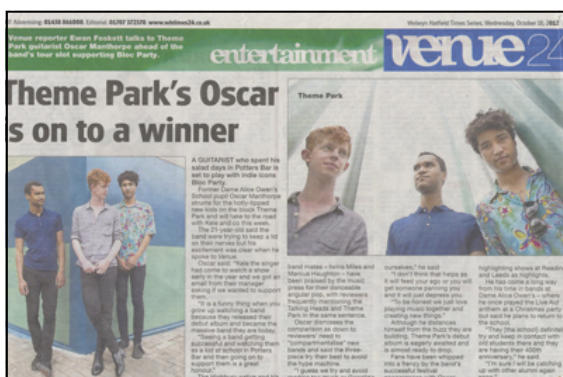 Advertising: 01438 866000. Editorial: 01707 372570 www.whtimes24.co.uk
Welwyn Hatfield Times Series, Wednesday, October 10, 2012
Venue reporter Ewan Foskett talks to Theme
Park guitarist Oscar Manthorpe ahead of the
band's tour slot supporting Bloc Party.
entertainment venue24
Theme Park's Oscar
is on to a winner
Theme Park
A GUITARIST who spent his
salad days in Potters Bar is
set to play with indie icons
Bloc Party.
Former Dame Alice Owen's
School pupil Oscar Manthorpe
strums for the hotly-tipped
new kids on the block Theme
Park and will take to the road
with Kele and co this week.
The 21-year-old said the
band were trying to keep a lid
on their nerves but his
excitement was clear when he
spoke to Venue.
Oscar said: "Kele the singer
had come to watch a show
early in the year and we got an
email from their manager
asking if we wanted to support
them.
"It is a funny thing when you
grow up watching a band
because they released their
debut album and became the
massive band they are today.
"Seeing a band getting
publicity and watching them
as a kid at school in Potters
Bar and then going on to
support them is a great
honour."
band mates – twins Miles and
Marcus Haughton – have
been praised by the music
press for their danceable
angular pop, with reviewers
frequently mentioning the
Talking Heads and Theme
Park in the same sentence.
Oscar dismisses the
comparison as down to
reviewers' need to
"compartmentalise" new
bands and said the three-
piece try their best to avoid
the hype machine.
"I guess we try and avoid
ourselves," he said
"I don't think that helps as
it will feed your ego or you will
get someone panning you
and it will just depress you.
"To be honest we just love
playing music together and
creating new things."
Although he distances
himself from the buzz they are
building, Theme Park's debut
album is eagerly awaited and
is almost ready to drop.
Fans have been whipped
into a frenzy by the band's
successful festival
highlighting shows at Reading
and Leeds as highlights.
He has come a long way
from his time in bands at
Dame Alice Owen's – where
he once played the Live Aid
anthem at a Christmas party –
but said he plans to return to
the school.
"They [the school] definitely
try and keep in contact with
old students there and they
are having their 400th
anniversary," he said.
"I'm sure I will be catching
up with other alumni again